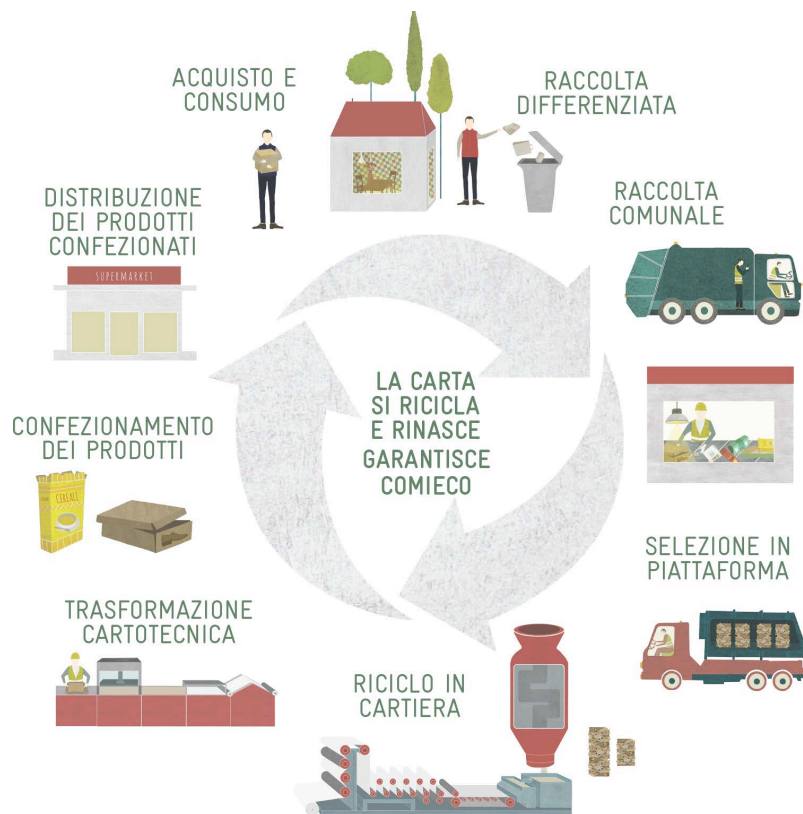 ACQUISTO E
CONSUMO
RACCOLTA
DIFFERENZIATA
RACCOLTA
COMUNALE
SELEZIONE IN
PIATTAFORMA
RICICLO IN
CARTIERA
TRASFORMAZIONE
CARTOTECNICA
CONFEZIONAMENTO
DEI PRODOTTI
CEREALI
DISTRIBUZIONE
DEI PRODOTTI
CONFEZIONATI
SUPERMARKET
LA CARTA
SI RICICLA
E RINASCE
GARANTISCE
COMIECO